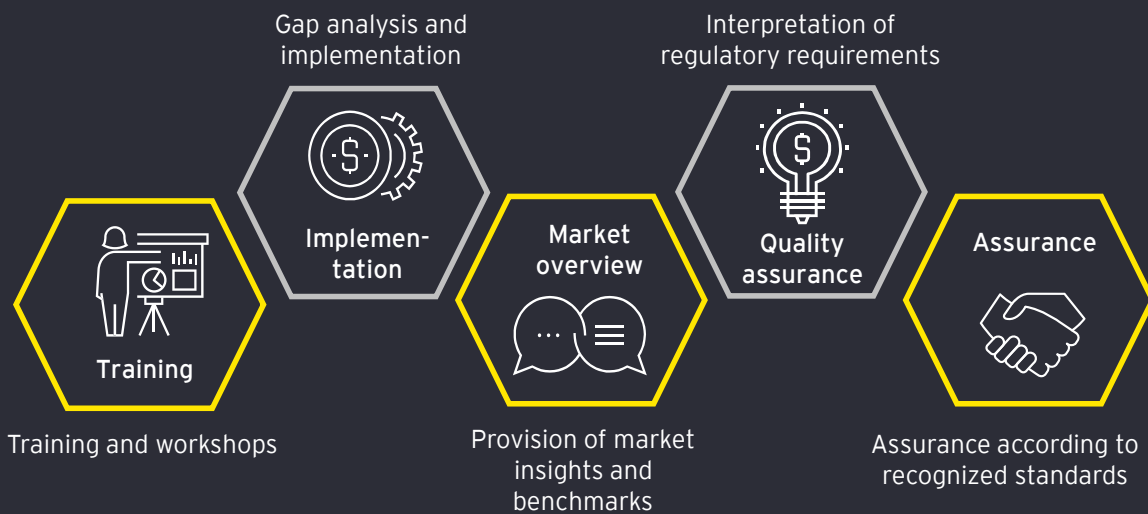 Gap analysis and
implementation
Interpretation of
regulatory requirements
$
Implemen-
tation
$
Quality
assurance
Training
Market
overview
Assurance
Training and workshops
Provision of market
insights and
benchmarks
Assurance according to
recognized standards